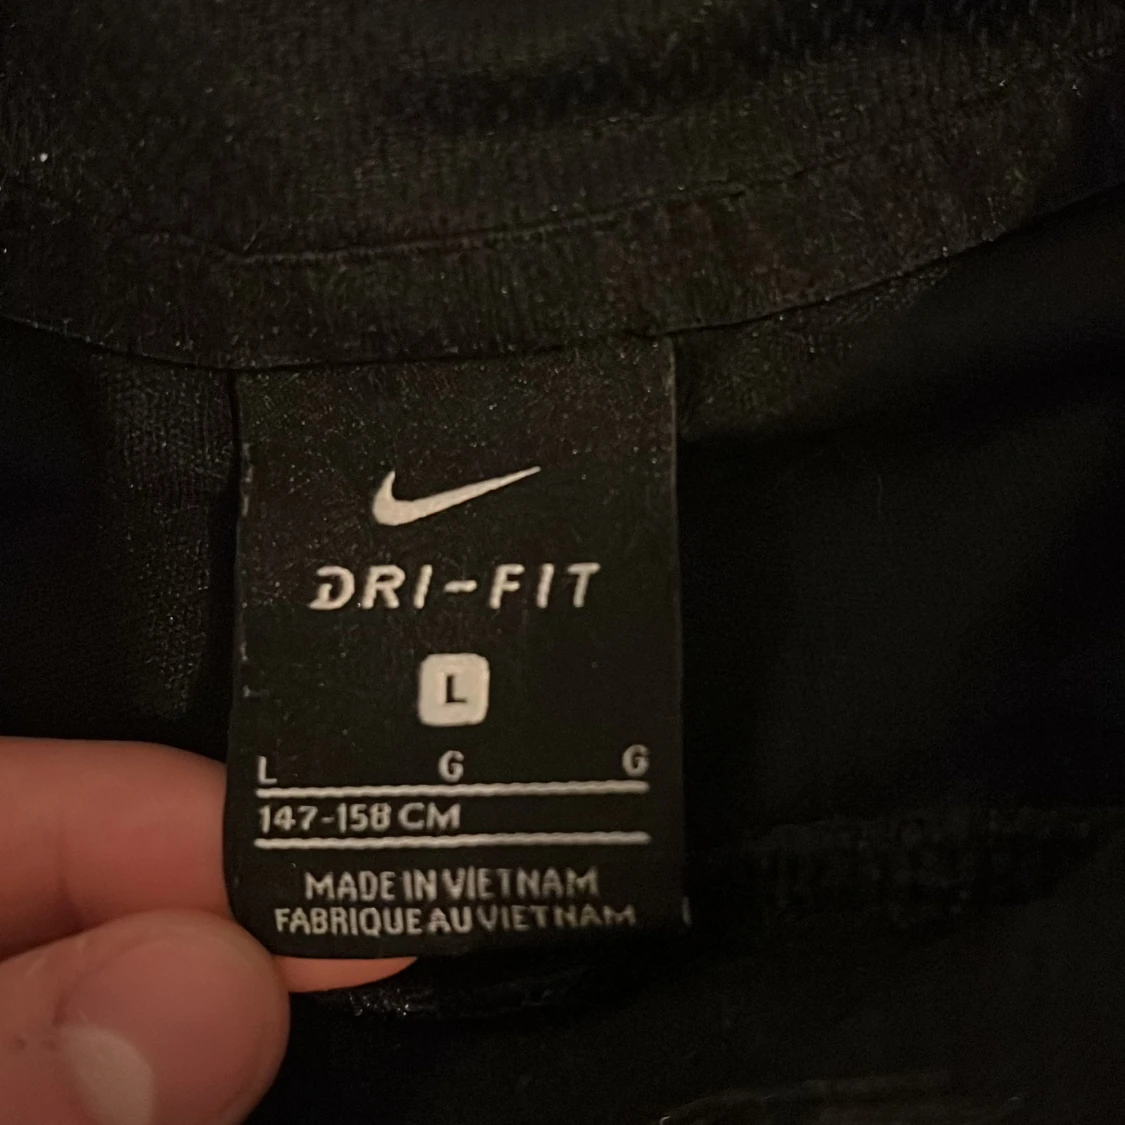 DRI-FIT
L
L G G
147-158 CM
MADE IN VIETNAM
FABRIQUE AU VIETNAM